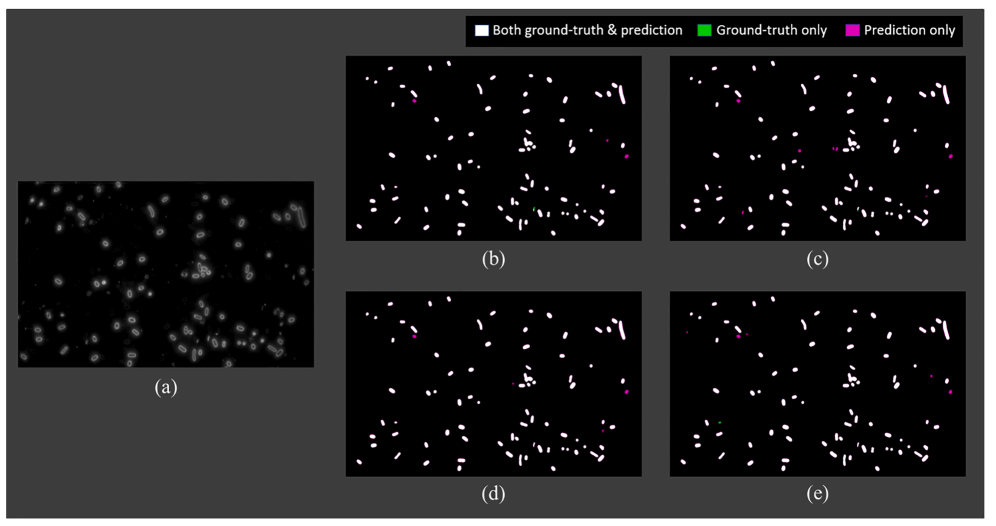 Both ground-truth & prediction Ground-truth only Prediction only
(b) (c)
(a)
(d) (e)